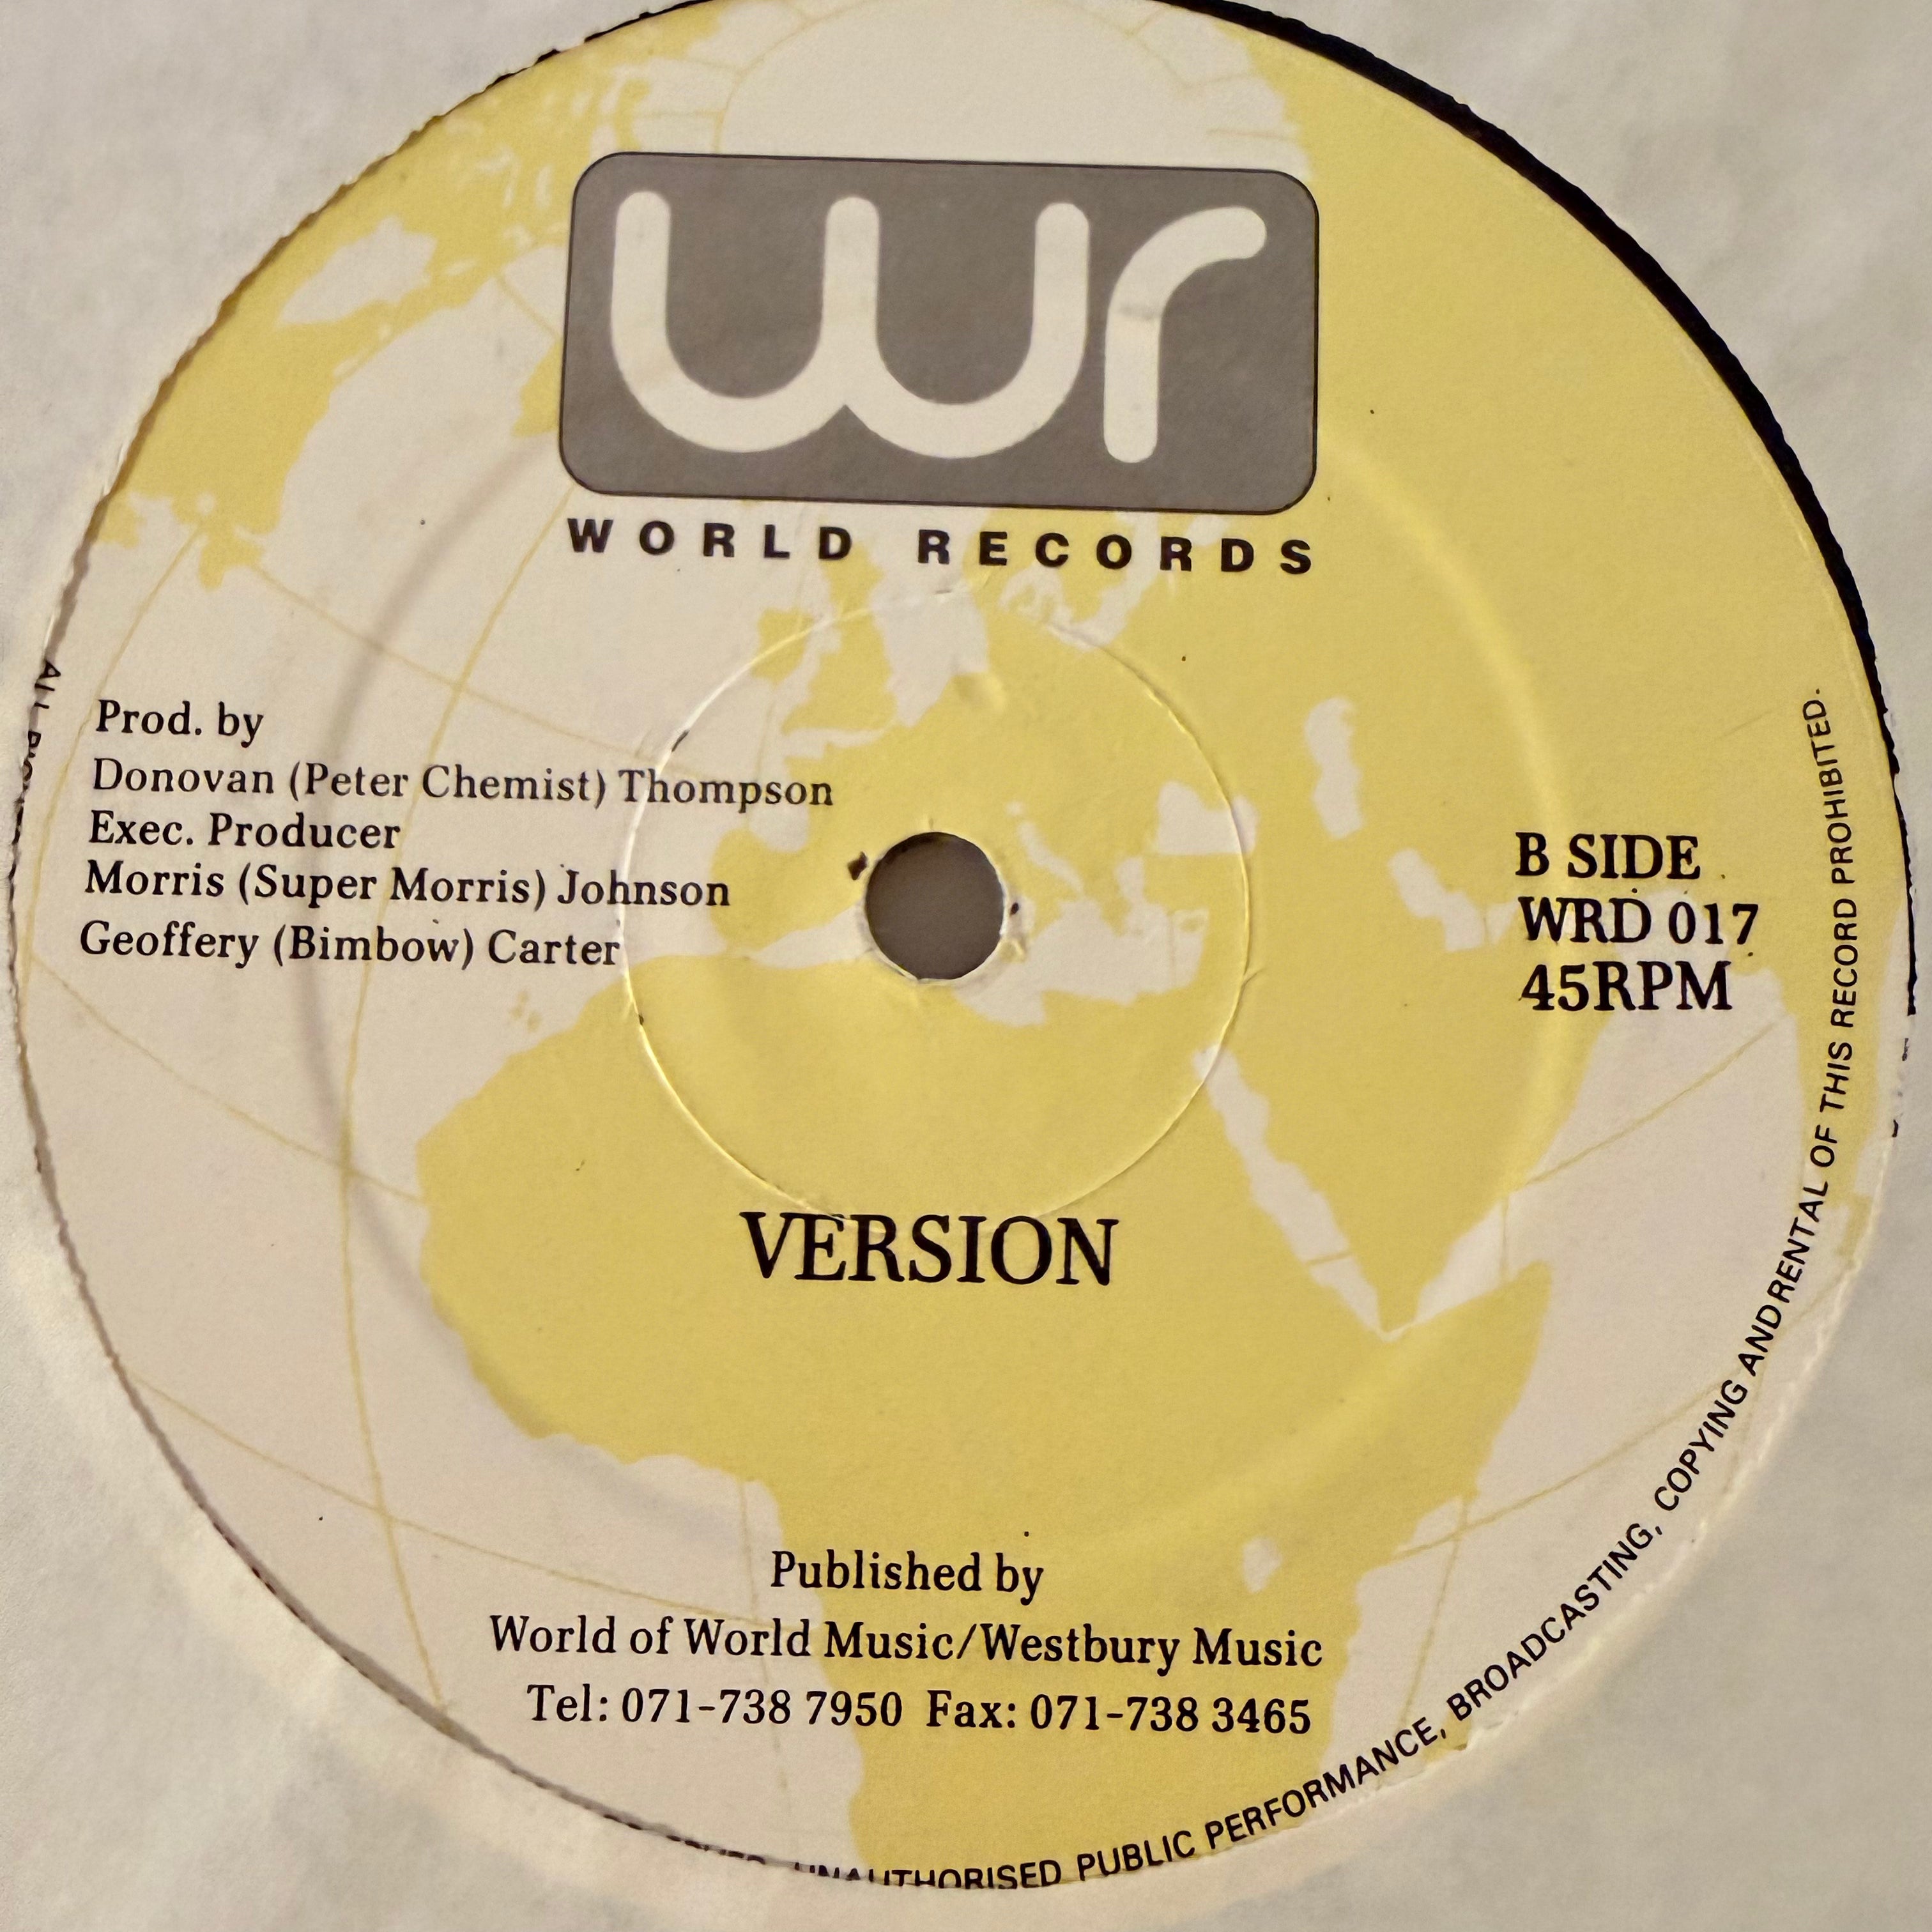 wr
WORLD RECORDS
Prod. by
Donovan (Peter Chemist) Thompson
Exec. Producer
Morris (Super Morris) Johnson
Geoffery (Bimbow) Carter
B SIDE
WRD 017
45RPM
VERSION
Published by
World of World Music/Westbury Music
Tel: 071-738 7950 Fax: 071-738 3465
UNAUTHORISED PUBLIC PERFORMANCE, BROADCASTING, COPYING AND RENTAL OF THIS RECORD PROHIBITED.